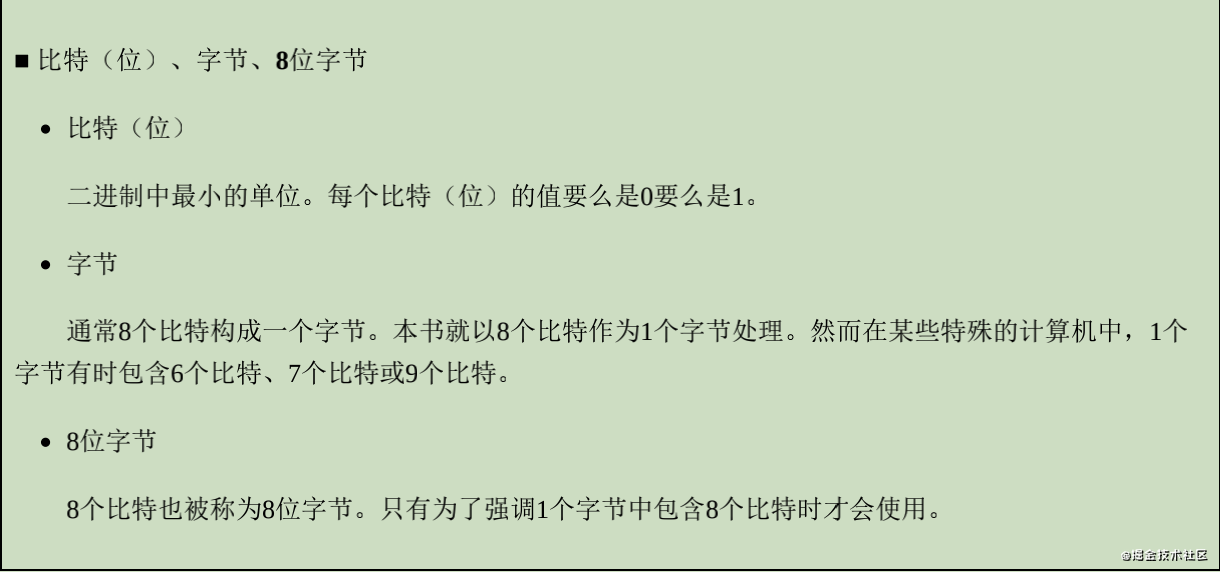 ■ 比特（位）、字节、8位字节
• 比特（位）
二进制中最小的单位。每个比特（位）的值要么是0要么是1。
• 字节
通常8个比特构成一个字节。本书就以8个比特作为1个字节处理。然而在某些特殊的计算机中，1个
字节有时包含6个比特、7个比特或9个比特。
• 8位字节
8个比特也被称为8位字节。只有为了强调1个字节中包含8个比特时才会使用。
@掘金技术社区